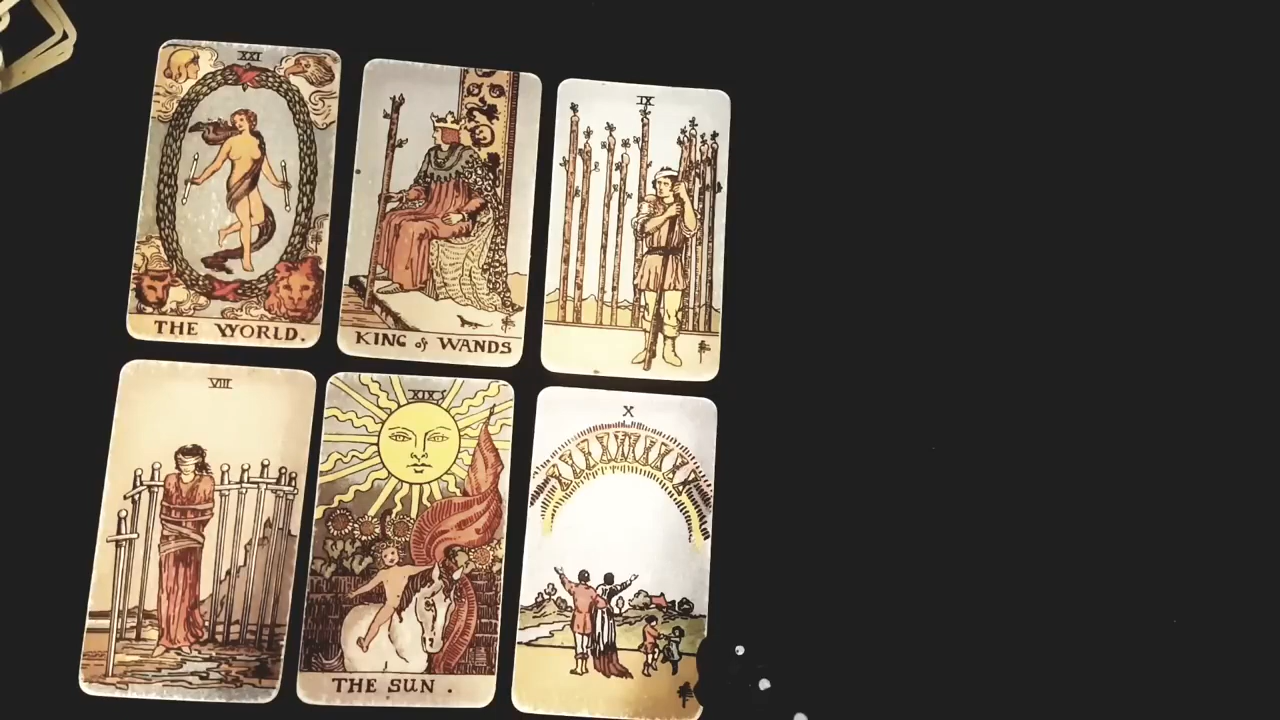 XXI
THE WORLD.
KING of WANDS
IX
VIII
XIX
THE SUN .
X